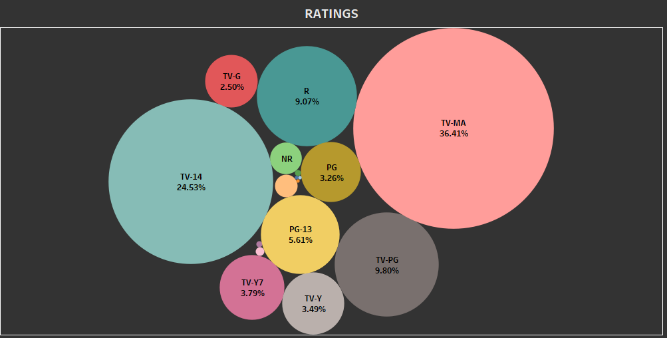 RATINGS
TV-G
2.50%
R
9.07%
TV-MA
36.41%
NR
PG
3.26%
TV-14
24.53%
PG-13
5.61%
TV-PG
9.80%
TV-Y7
3.79%
TV-Y
3.49%